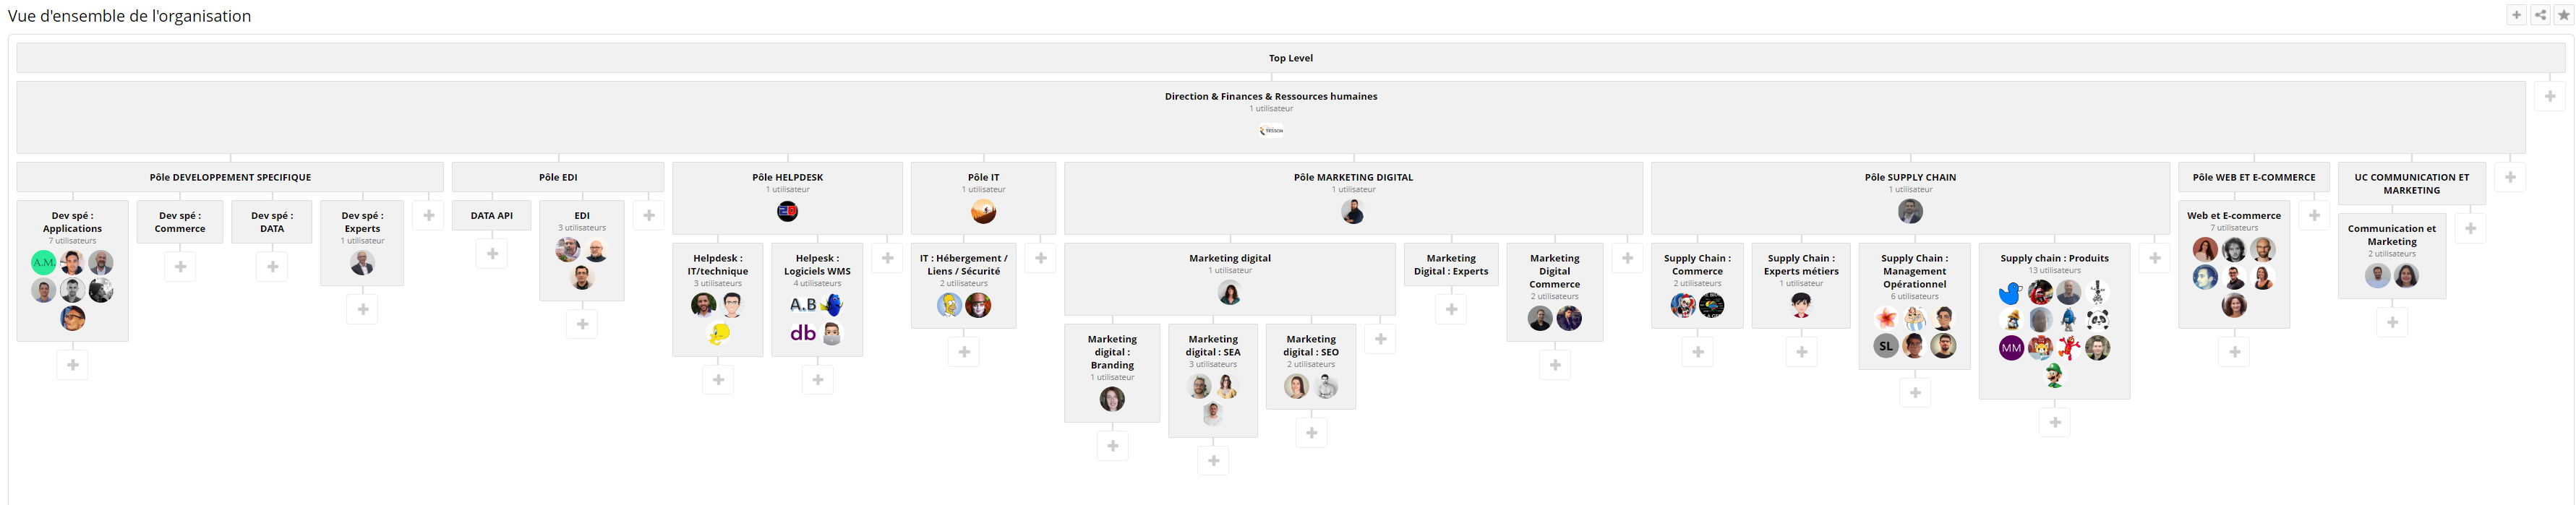 Vue d'ensemble de l'organisation
Top Level
Direction & Finances & Ressources humaines
1 utilisateur
Pôle DEVELOPPEMENT SPECIFIQUE
Dev spé :
Applications
7 utilisateurs
A.M.
Dev spé :
Commerce
Dev spé :
DATA
Dev spé :
Experts
1 utilisateur
Pôle EDI
DATA API
EDI
3 utilisateurs
Pôle HELPDESK
1 utilisateur
Helpdesk :
IT/technique
3 utilisateurs
Helpesk :
Logiciels WMS
4 utilisateurs
A.B
db
Pôle IT
1 utilisateur
IT : Hébergement /
Liens / Sécurité
2 utilisateurs
Pôle MARKETING DIGITAL
1 utilisateur
Marketing digital
1 utilisateur
Marketing
digital :
Branding
1 utilisateur
Marketing
digital : SEA
3 utilisateurs
Marketing
digital : SEO
2 utilisateurs
Marketing
Digital : Experts
Marketing
Digital
Commerce
2 utilisateurs
Pôle SUPPLY CHAIN
1 utilisateur
Supply Chain :
Commerce
2 utilisateurs
Supply Chain :
Experts métiers
1 utilisateur
Supply Chain :
Management
Opérationnel
6 utilisateurs
SL
Supply chain : Produits
13 utilisateurs
MM
Pôle WEB ET E-COMMERCE
Web et E-commerce
7 utilisateurs
UC COMMUNICATION ET
MARKETING
Communication et
Marketing
2 utilisateurs